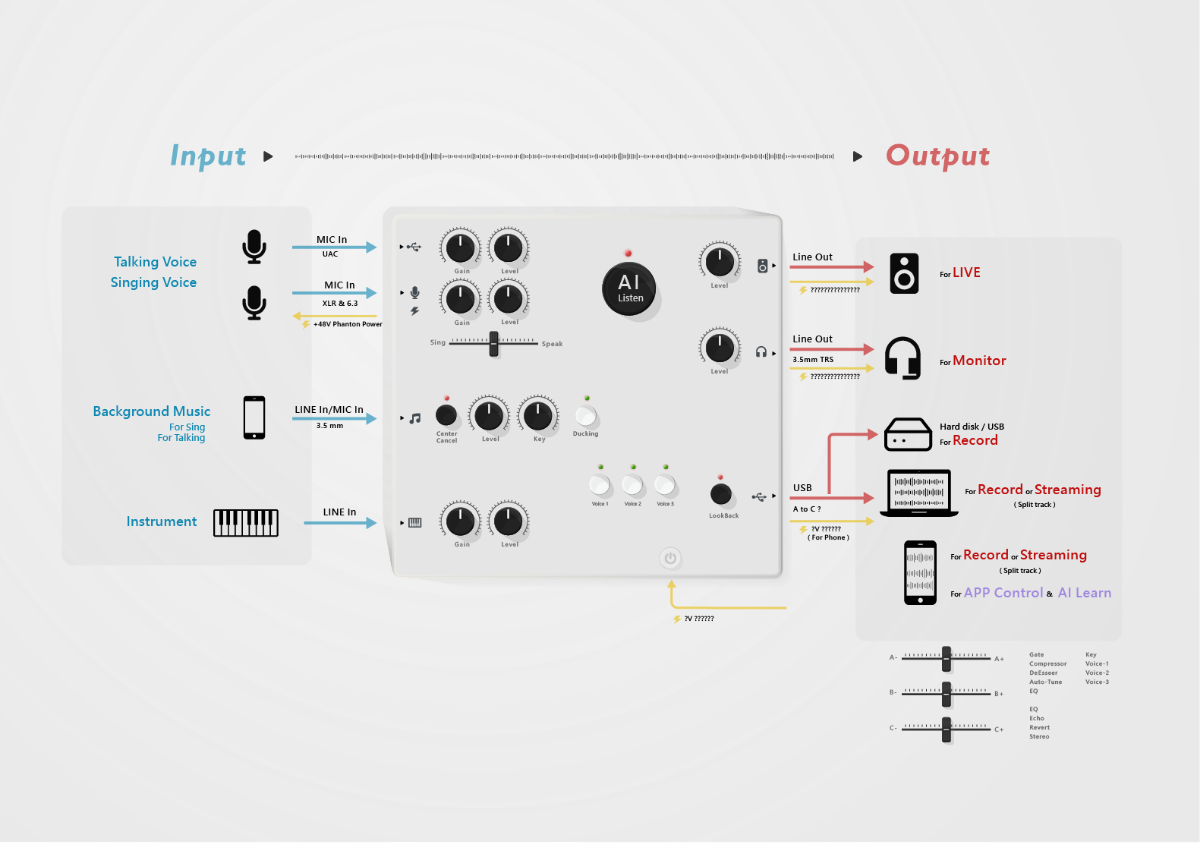 Input
Output
Talking Voice
Singing Voice
MIC In
UAC
MIC In
XLR & 6.3
+48V Phanton Power
Background Music
For Sing
For Talking
LINE In/MIC In
3.5 mm
Instrument
LINE In
Gain
Level
Gain
Level
Sing
Speak
AI
Listen
Level
Level
Center
Cancel
Level
Key
Ducking
Voice 1
Voice 2
Voice 3
LookBack
Gain
Level
Line Out
???????????????
For LIVE
Line Out
3.5mm TRS
???????????????
For Monitor
Hard disk / USB
For Record
USB
A to C ?
?V ??????
( For Phone )
For Record or Streaming
( Split track )
For Record or Streaming
( Split track )
For APP Control & AI Learn
?V ??????
A-
A+
B-
B+
C-
C+
Gate
Compressor
DeEsseer
Auto-Tune
EQ
Key
Voice-1
Voice-2
Voice-3
EQ
Echo
Revert
Stereo